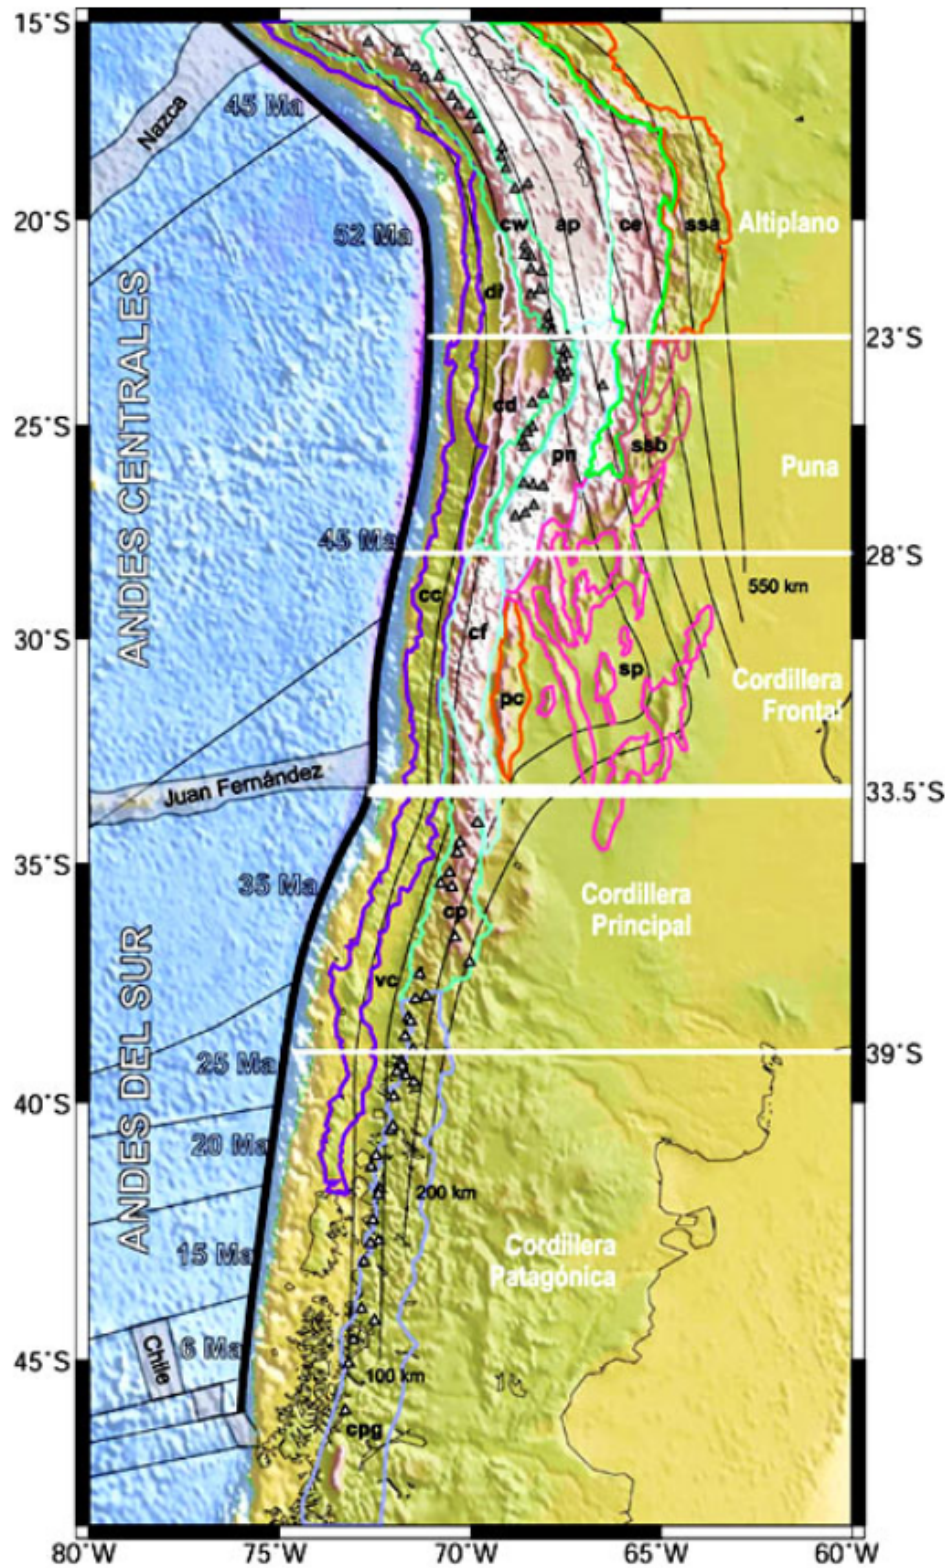 15°S
Nazca
45 Ma
20°S
52 Ma
cw
ap
ce
ssa
Altiplano
ANDES CENTRALES
23°S
25°S
cd
ssb
pn
Puna
45 Ma
28°S
550 km
cc
30°S
cf
sp
pc
Cordillera
Frontal
Juan Fernández
33.5°S
35°S
35 Ma
Cordillera
Principal
cp
vc
ANDES DEL SUR
25 Ma
39°S
40°S
20 Ma
200 km
15 Ma
Cordillera
Patagónica
Chile
6 Ma
45°S
100 km
cpg
80°W
75°W
70°W
65°W
60°W